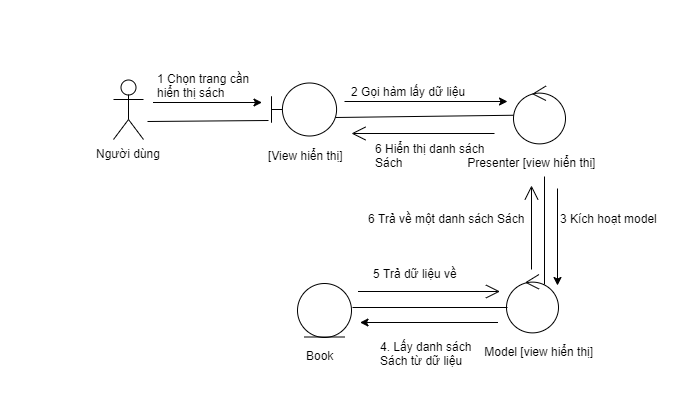 1 Chọn trang cần
hiển thị sách
2 Gọi hàm lấy dữ liệu
Người dùng
[View hiển thị]
6 Hiển thị danh sách
Sách
Presenter [view hiển thị]
6 Trả về một danh sách Sách
3 Kích hoạt model
5 Trả dữ liệu về
Book
4. Lấy danh sách
Sách từ dữ liệu
Model [view hiển thị]